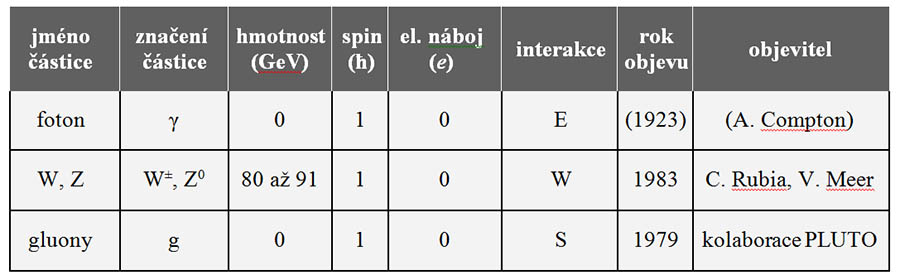 jméno částice | značení částice | hmotnost (GeV) | spin (ħ) | el. náboj (e) | interakce | rok objevu | objevitel
foton | γ | 0 | 1 | 0 | E | (1923) | (A. Compton)
W, Z | W±, Z⁰ | 80 až 91 | 1 | 0 | W | 1983 | C. Rubia, V. Meer
gluony | g | 0 | 1 | 0 | S | 1979 | kolaborace PLUTO